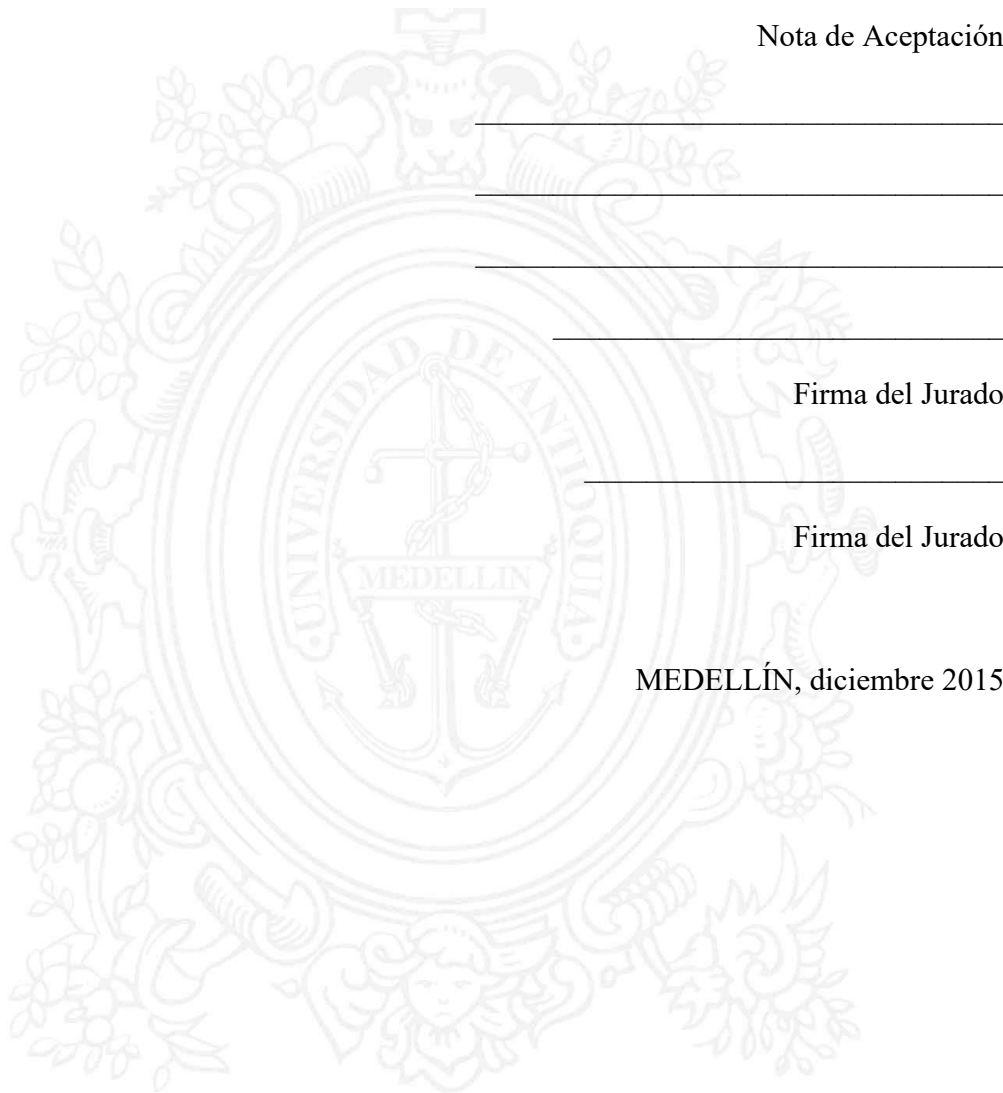 Nota de Aceptación
Firma del Jurado
Firma del Jurado
MEDELLÍN, diciembre 2015
UNIVERSIDAD DE ANTIOQUIA
MEDELLIN